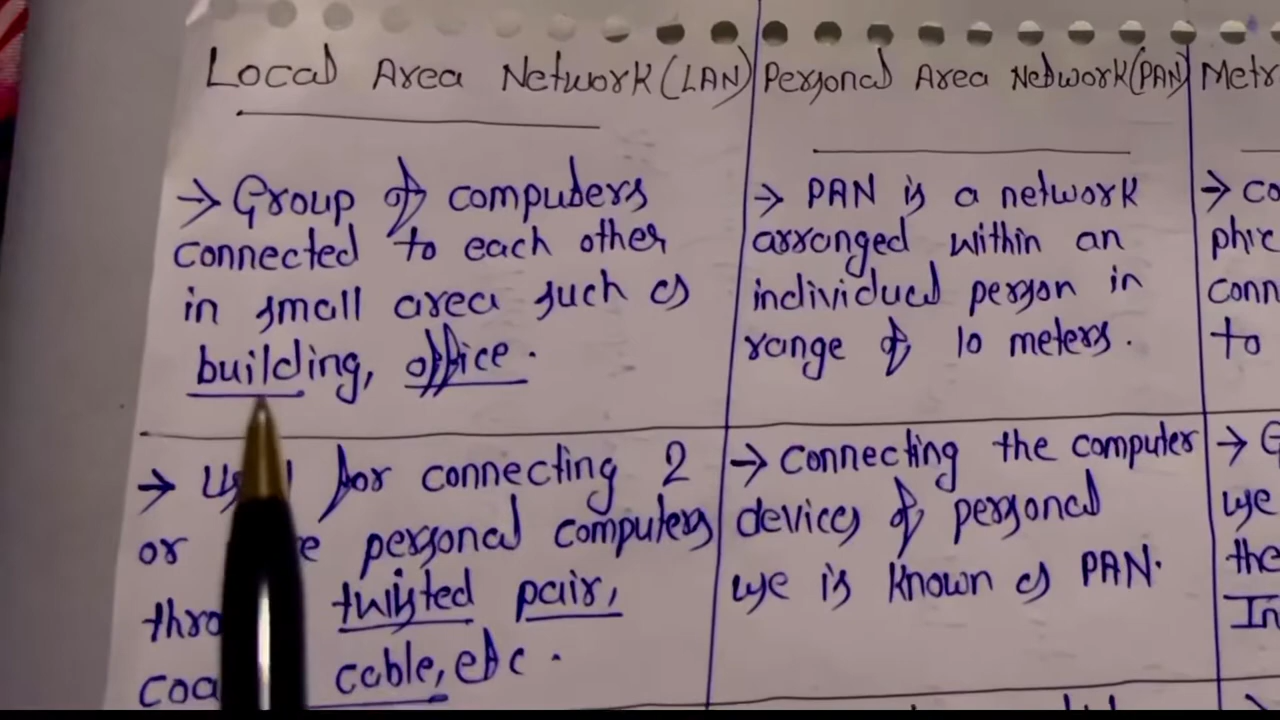 Local Area Network (LAN)
→ Group of computers
connected to each other
in small area such as
building, office.
→ for connecting 2
or personal computers
twisted pair,
cable, etc.
Personal Area Network (PAN)
→ PAN is a network
arranged within an
individual person in
range of 10 meters.
→ Connecting the computer
devices of personal
use is known as PAN.
Metr
→ co
phic
conn
to
→ G
use
the
In